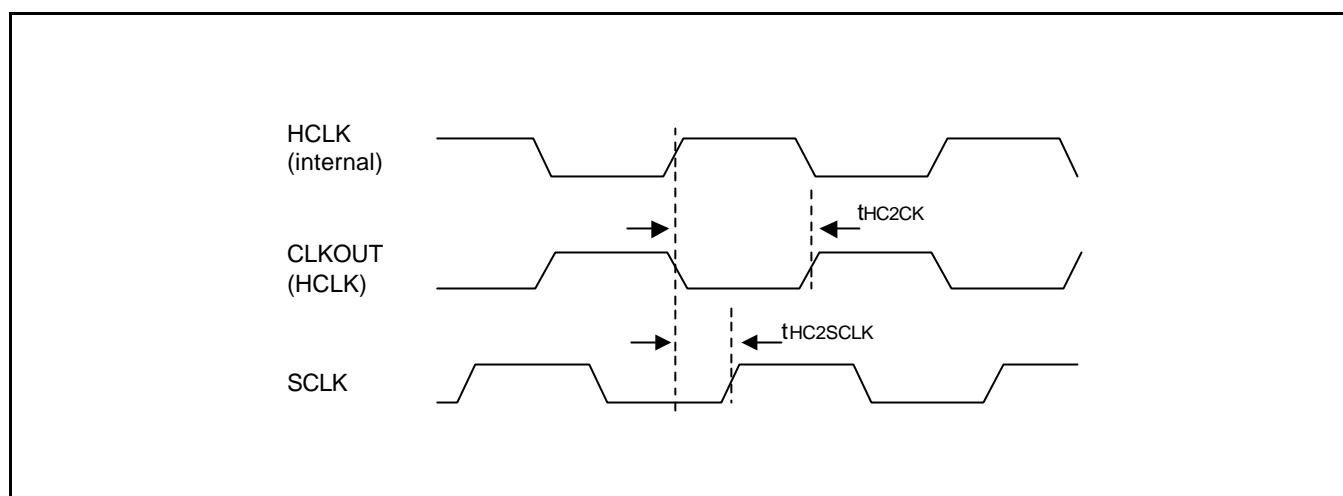 HCLK
(internal)
tHC2CK
CLKOUT
(HCLK)
tHC2SCLK
SCLK